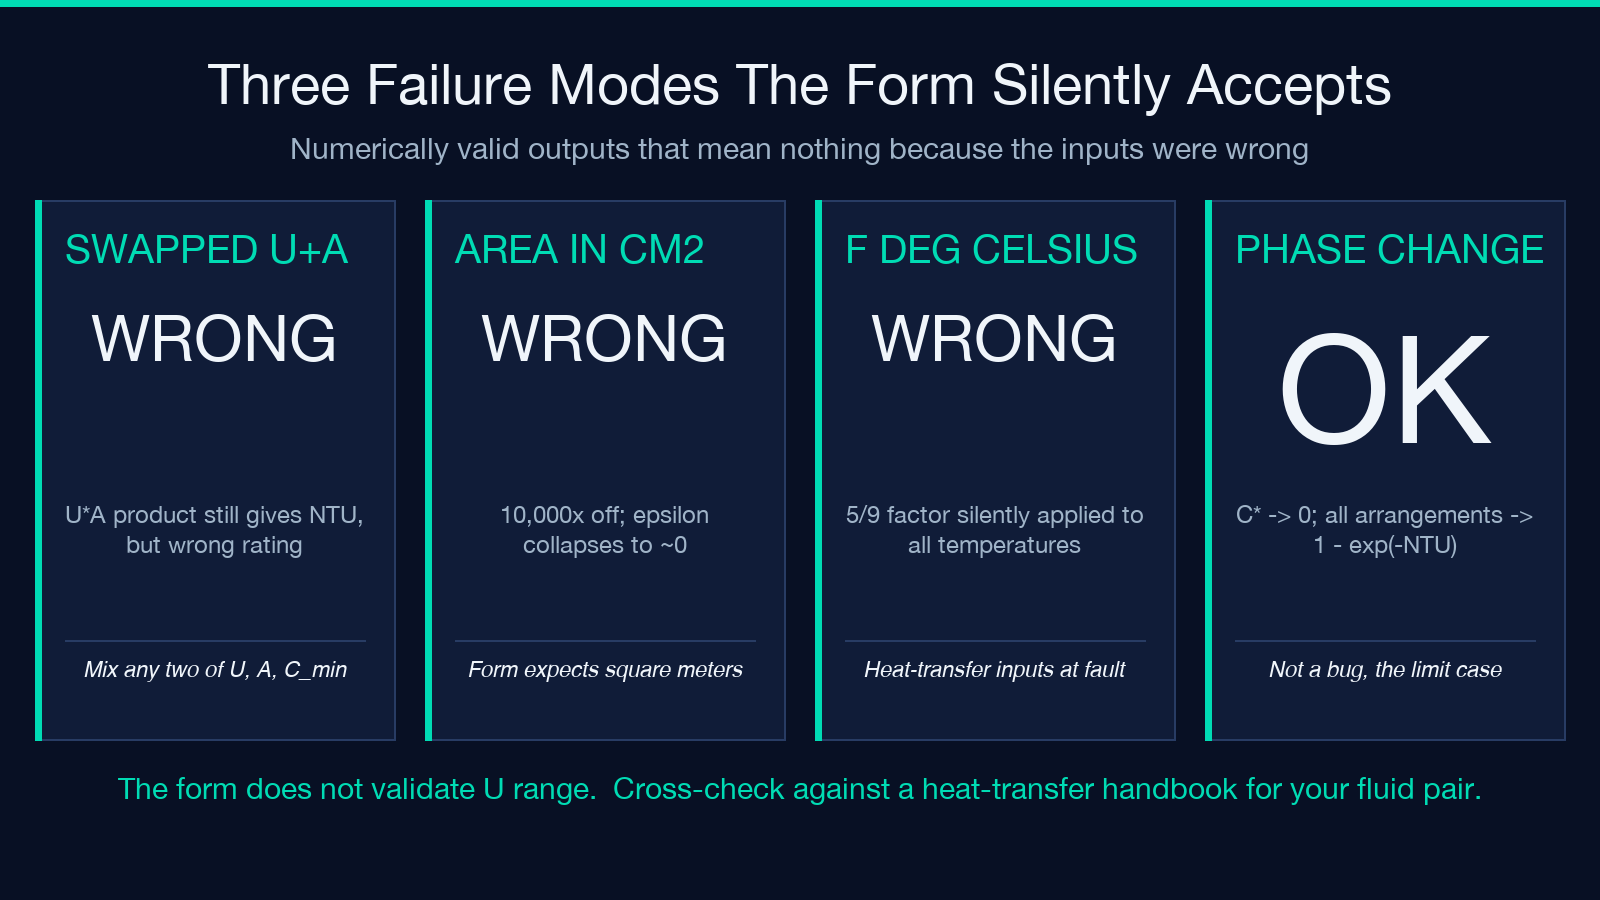 Three Failure Modes The Form Silently Accepts
Numerically valid outputs that mean nothing because the inputs were wrong
SWAPPED U+A
WRONG
U*A product still gives NTU,
but wrong rating
Mix any two of U, A, C_min
AREA IN CM2
WRONG
10,000x off; epsilon
collapses to ~0
Form expects square meters
F DEG CELSIUS
WRONG
5/9 factor silently applied to
all temperatures
Heat-transfer inputs at fault
PHASE CHANGE
OK
C* -> 0; all arrangements ->
1 - exp(-NTU)
Not a bug, the limit case
The form does not validate U range.  Cross-check against a heat-transfer handbook for your fluid pair.